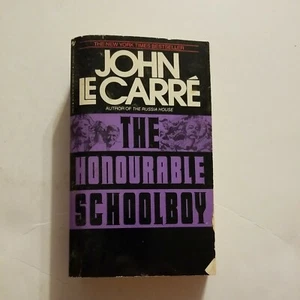 THE NEW YORK TIMES BESTSELLER
JOHN
LE CARRÉ
AUTHOR OF THE RUSSIA HOUSE
THE
HONOURABLE
SCHOOLBOY